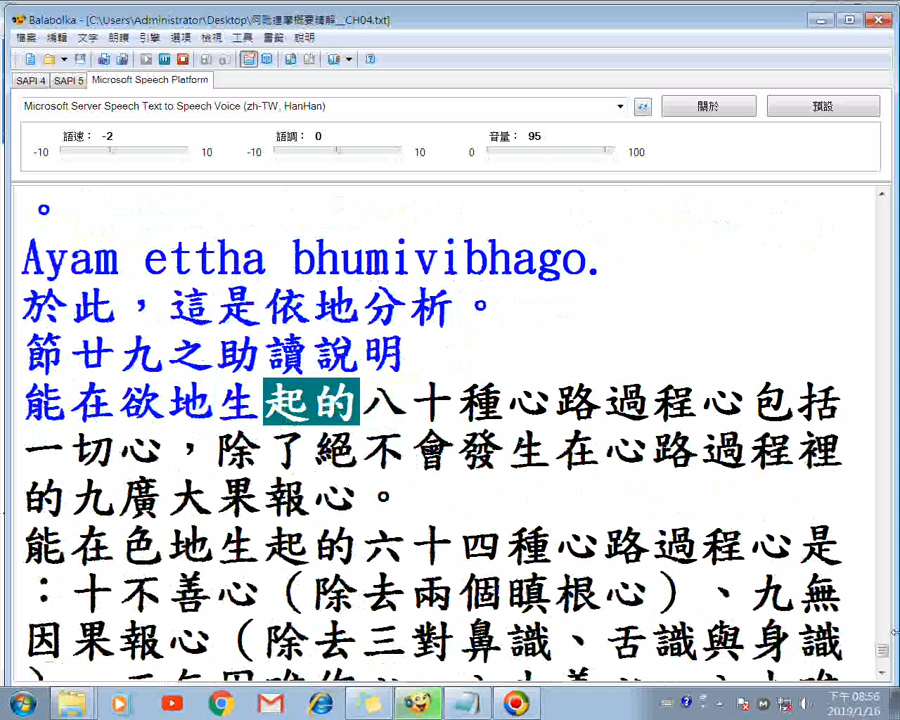 Balabolka - [C:\Users\Administrator\Desktop\阿毗達摩概要精解__CH04.txt]
檔案 編輯 文字 朗讀 引擎 選項 檢視 工具 書籤 說明
SAPI 4 SAPI 5 Microsoft Speech Platform
Microsoft Server Speech Text to Speech Voice (zh-TW, HanHan) 關於 預設
語速： -2 語調： 0 音量： 95
-10 10 -10 10 0 100
。
Ayam ettha bhumivibhago.
於此，這是依地分析。
節廿九之助讀說明
能在欲地生起的八十種心路過程心包括
一切心，除了絕不會發生在心路過程裡
的九廣大果報心。
能在色地生起的六十四種心路過程心是
：十不善心（除去兩個瞋根心）、九無
因果報心（除去三對鼻識、舌識與身識
下午 08:56
2019/1/16